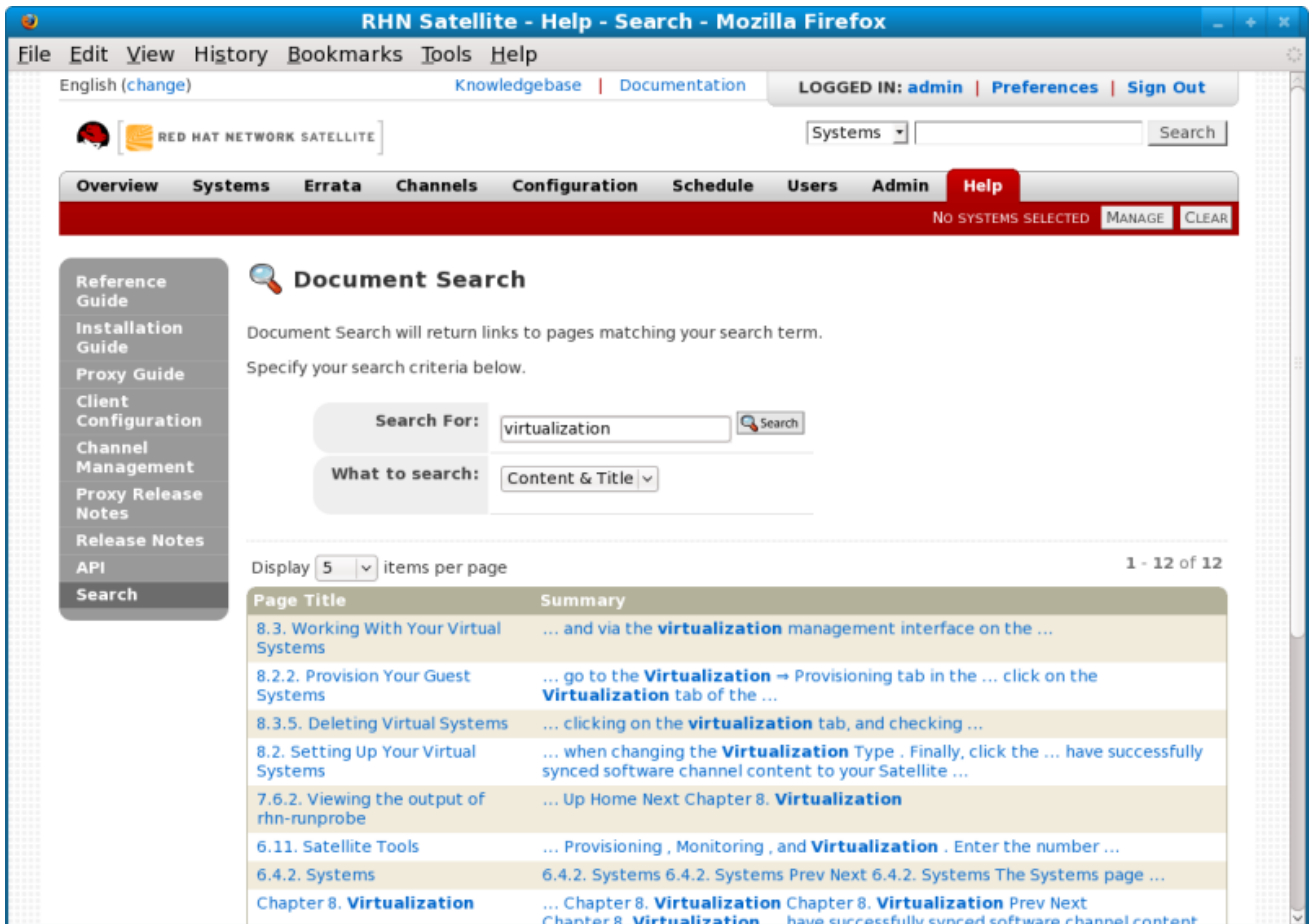 RHN Satellite - Help - Search - Mozilla Firefox
File Edit View History Bookmarks Tools Help
English (change) Knowledgebase | Documentation LOGGED IN: admin | Preferences | Sign Out
RED HAT NETWORK SATELLITE Systems Search
Overview Systems Errata Channels Configuration Schedule Users Admin Help
NO SYSTEMS SELECTED MANAGE CLEAR
Reference
Guide
Installation
Guide
Proxy Guide
Client
Configuration
Channel
Management
Proxy Release
Notes
Release Notes
API
Search
Document Search
Document Search will return links to pages matching your search term.
Specify your search criteria below.
Search For: virtualization Search
What to search: Content & Title
Display 5 items per page 1 - 12 of 12
Page Title Summary
8.3. Working With Your Virtual
Systems
... and via the virtualization management interface on the ...
8.2.2. Provision Your Guest
Systems
... go to the Virtualization ⇒ Provisioning tab in the ... click on the
Virtualization tab of the ...
8.3.5. Deleting Virtual Systems ... clicking on the virtualization tab, and checking ...
8.2. Setting Up Your Virtual
Systems
... when changing the Virtualization Type . Finally, click the ... have successfully
synced software channel content to your Satellite ...
7.6.2. Viewing the output of
rhn-runprobe
... Up Home Next Chapter 8. Virtualization
6.11. Satellite Tools ... Provisioning , Monitoring , and Virtualization . Enter the number ...
6.4.2. Systems 6.4.2. Systems 6.4.2. Systems Prev Next 6.4.2. Systems The Systems page ...
Chapter 8. Virtualization ... Chapter 8. Virtualization Chapter 8. Virtualization Prev Next
Chapter 8. Virtualization ... have successfully synced software channel content